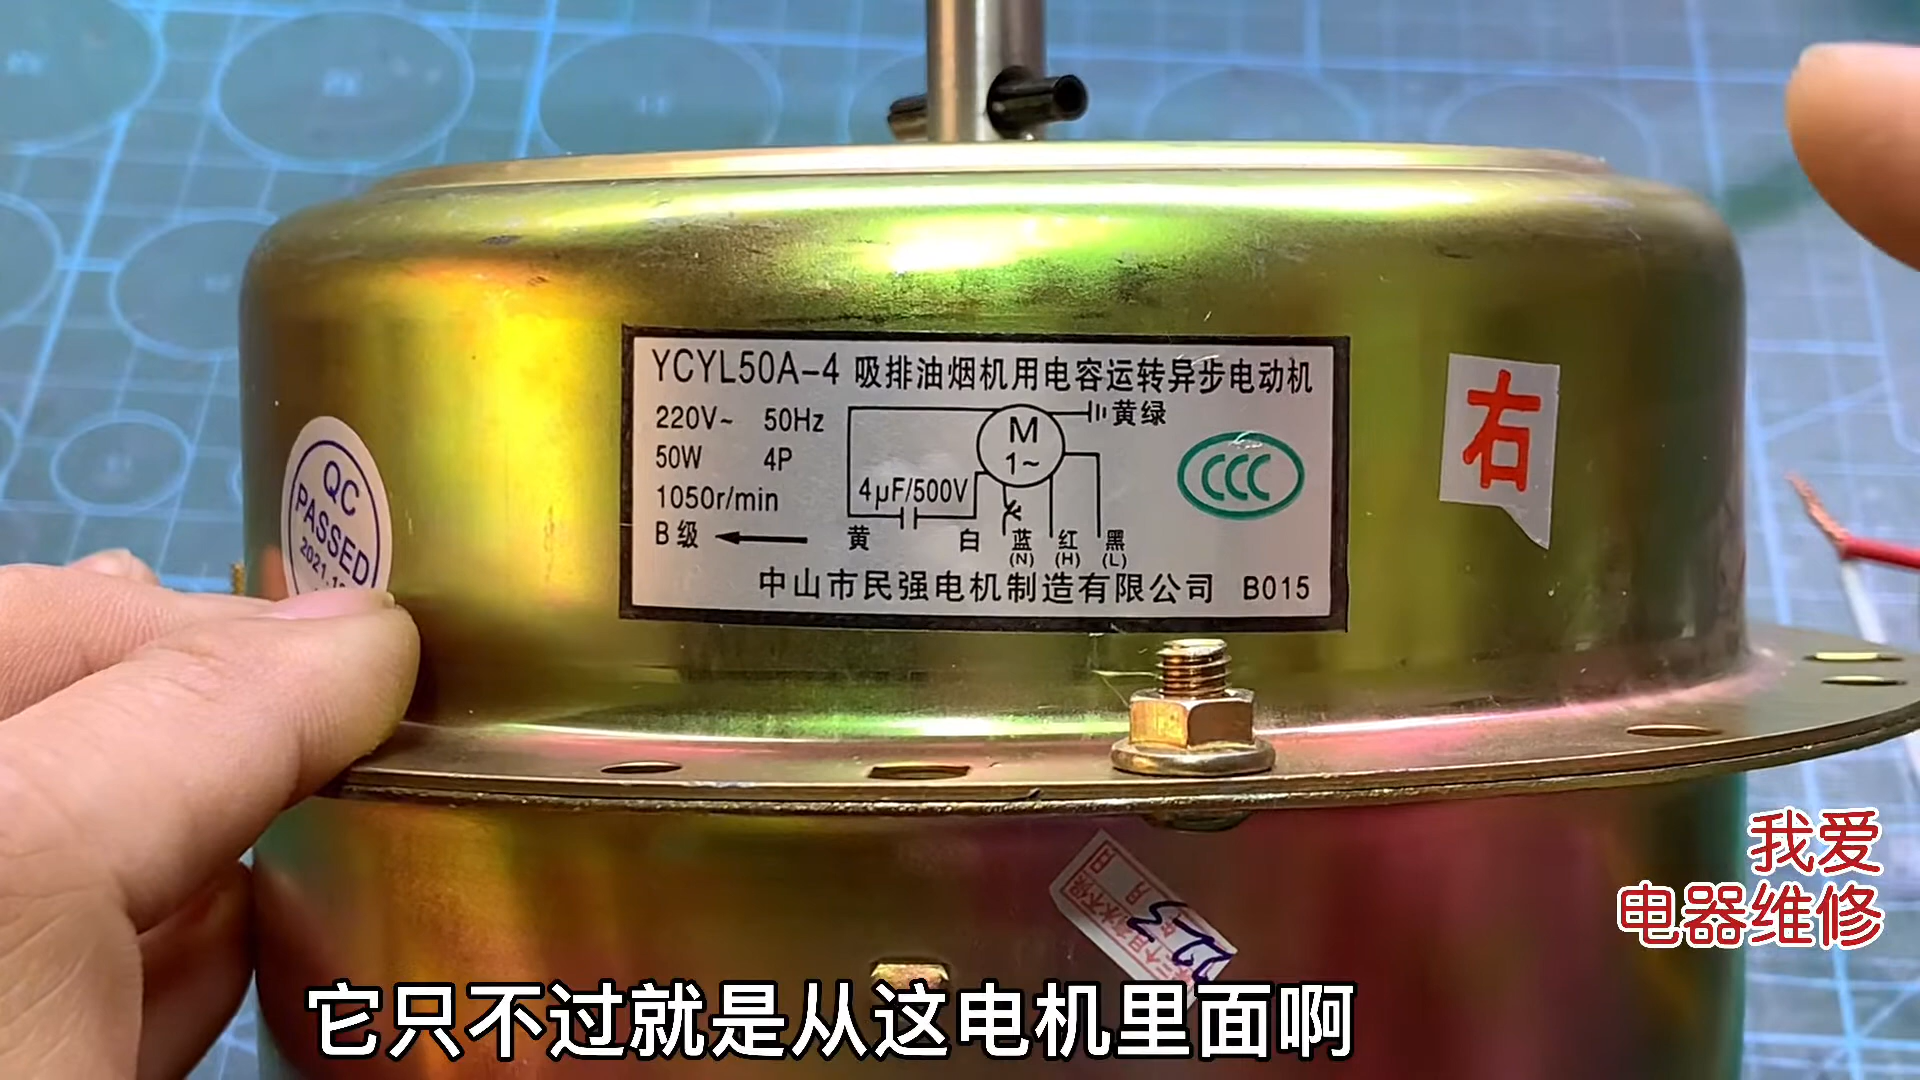 YCYL50A-4 吸排油烟机用电容运转异步电动机
220V~ 50Hz
50W 4P
1050r/min
B级
M
1~
黄绿
4μF/500V
黄 白 蓝 红 黑
(N) (H) (L)
中山市民强电机制造有限公司 B015
CCC
右
QC
PASSED
我爱
电器维修
它只不过就是从这电机里面啊